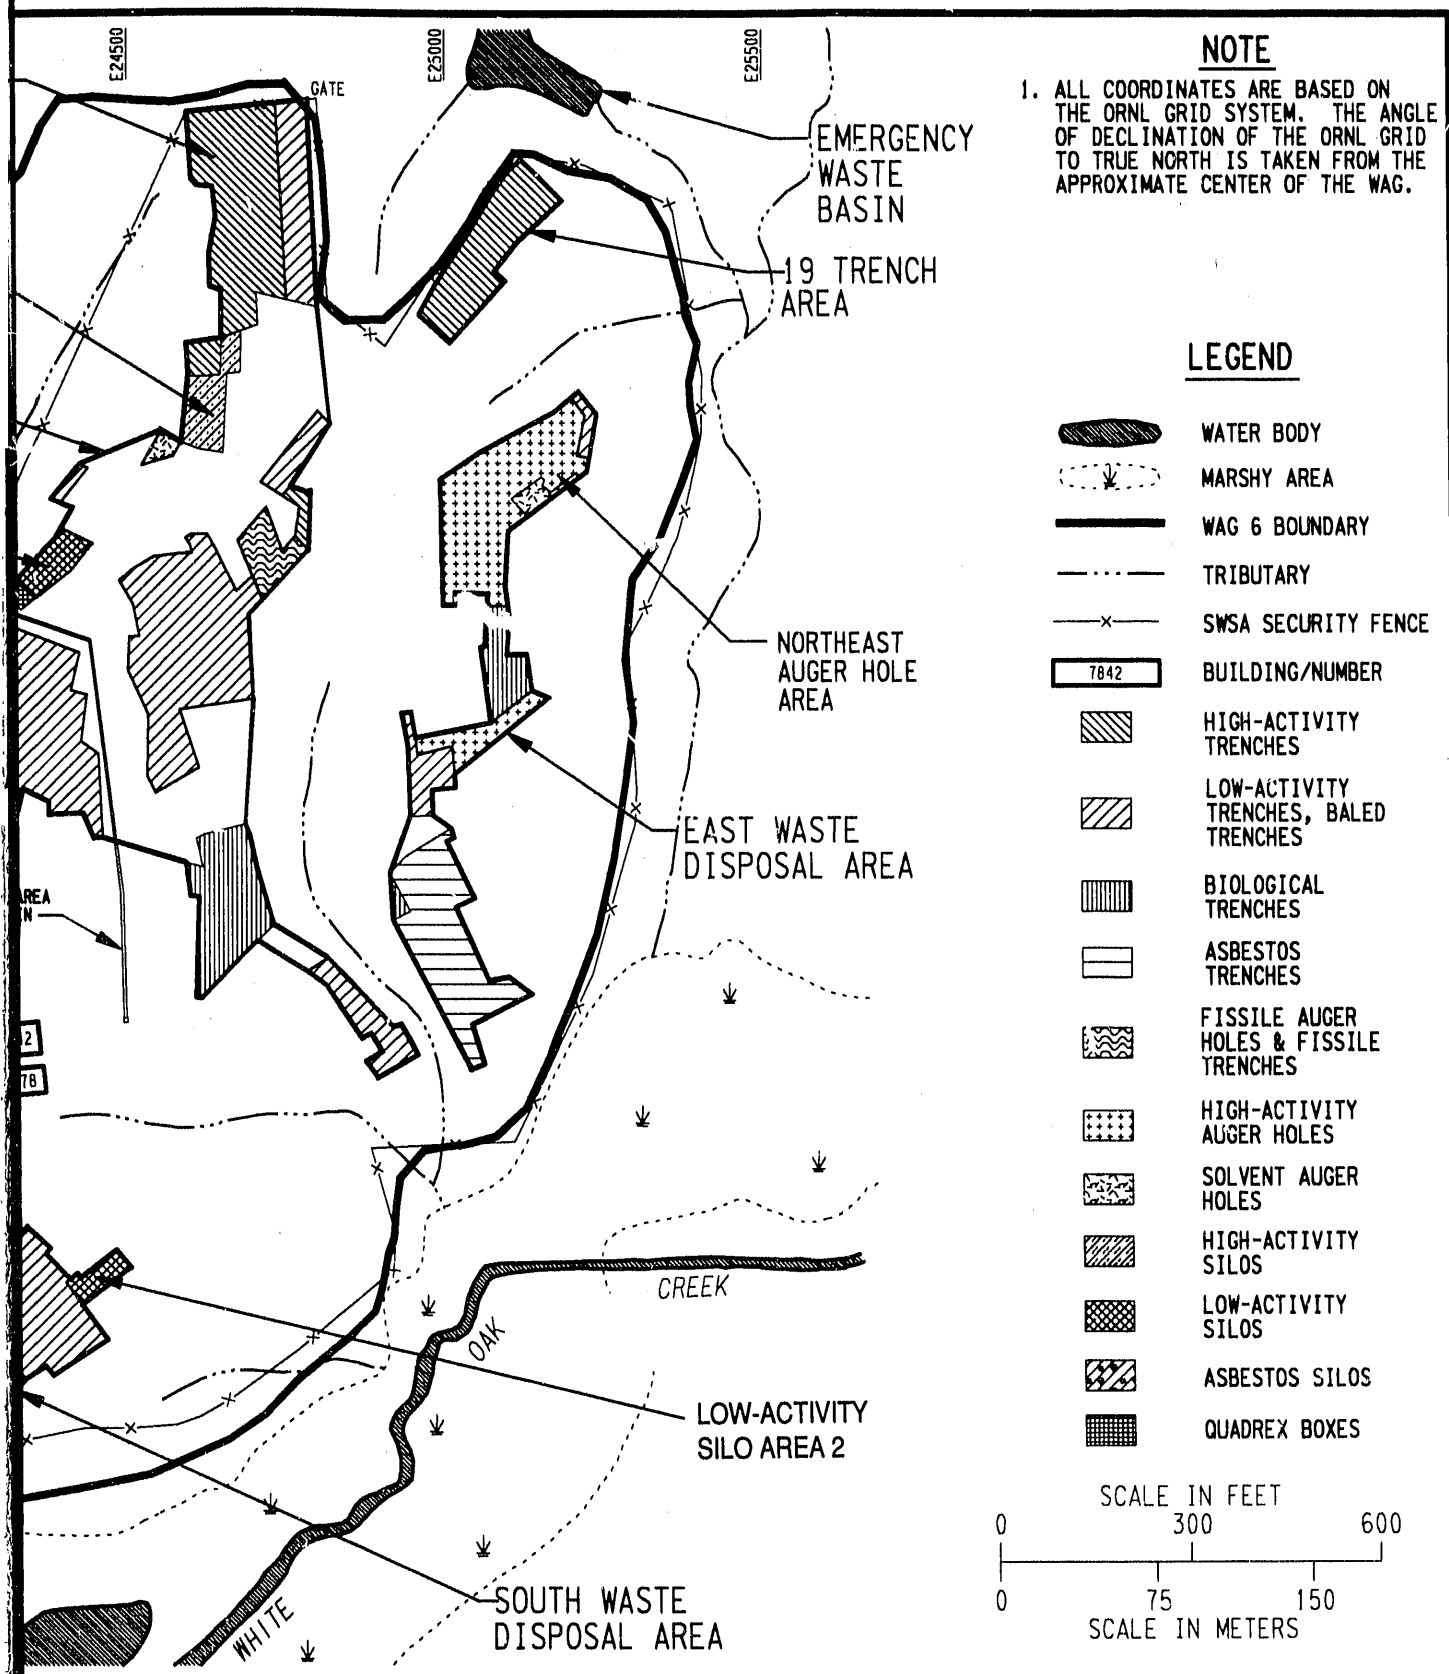 E24500
E25000
E25500
GATE
EMERGENCY
WASTE
BASIN
19 TRENCH
AREA
NORTHEAST
AUGER HOLE
AREA
EAST WASTE
DISPOSAL AREA
AREA
78
CREEK
OAK
WHITE
LOW-ACTIVITY
SILO AREA 2
SOUTH WASTE
DISPOSAL AREA
NOTE
1. ALL COORDINATES ARE BASED ON
THE ORNL GRID SYSTEM. THE ANGLE
OF DECLINATION OF THE ORNL GRID
TO TRUE NORTH IS TAKEN FROM THE
APPROXIMATE CENTER OF THE WAG.
LEGEND
WATER BODY
MARSHY AREA
WAG 6 BOUNDARY
TRIBUTARY
SWSA SECURITY FENCE
7842 BUILDING/NUMBER
HIGH-ACTIVITY
TRENCHES
LOW-ACTIVITY
TRENCHES, BALED
TRENCHES
BIOLOGICAL
TRENCHES
ASBESTOS
TRENCHES
FISSILE AUGER
HOLES & FISSILE
TRENCHES
HIGH-ACTIVITY
AUGER HOLES
SOLVENT AUGER
HOLES
HIGH-ACTIVITY
SILOS
LOW-ACTIVITY
SILOS
ASBESTOS SILOS
QUADREX BOXES
SCALE IN FEET
0 300 600
0 75 150
SCALE IN METERS